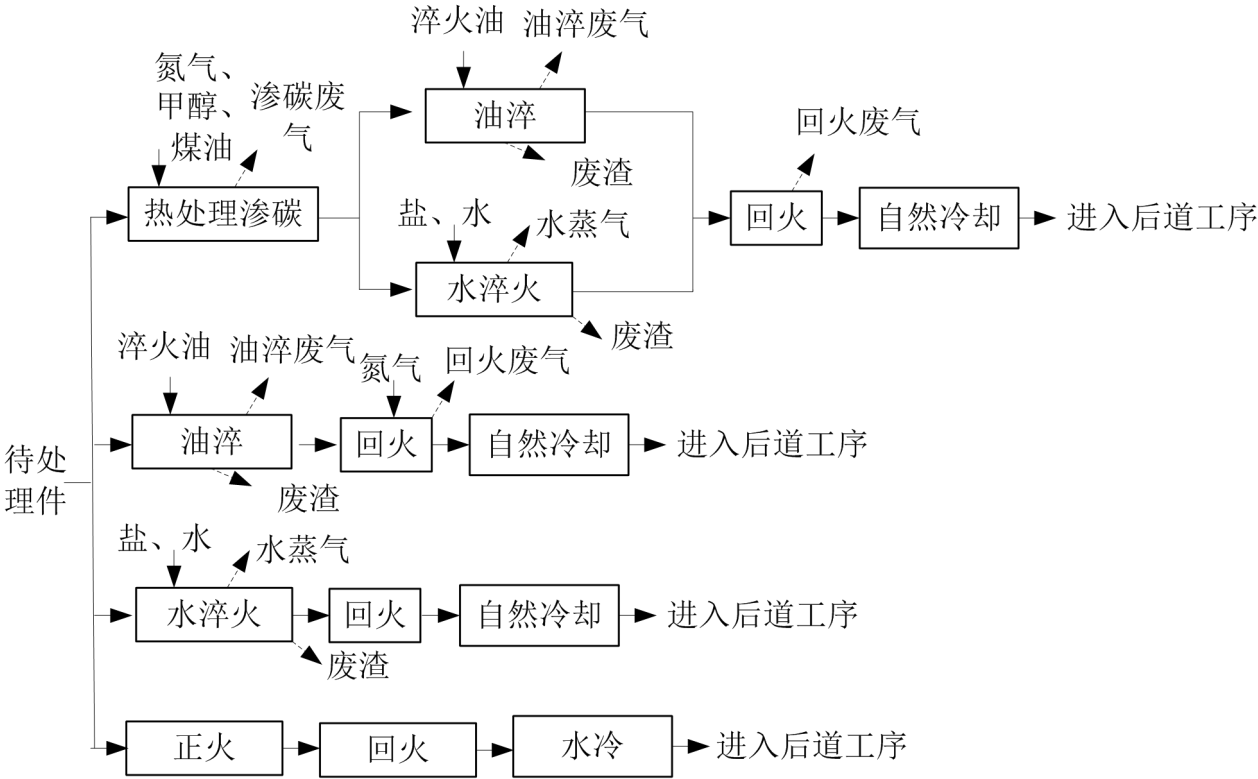 淬火油
油淬废气
氮气、
甲醇、
煤油
渗碳废
气
油淬
废渣
热处理渗碳
盐、水
水蒸气
水淬火
废渣
回火废气
回火
自然冷却
进入后道工序
淬火油
油淬废气
氮气
回火废气
油淬
回火
自然冷却
进入后道工序
废渣
待处
理件
盐、水
水蒸气
水淬火
回火
自然冷却
进入后道工序
废渣
正火
回火
水冷
进入后道工序